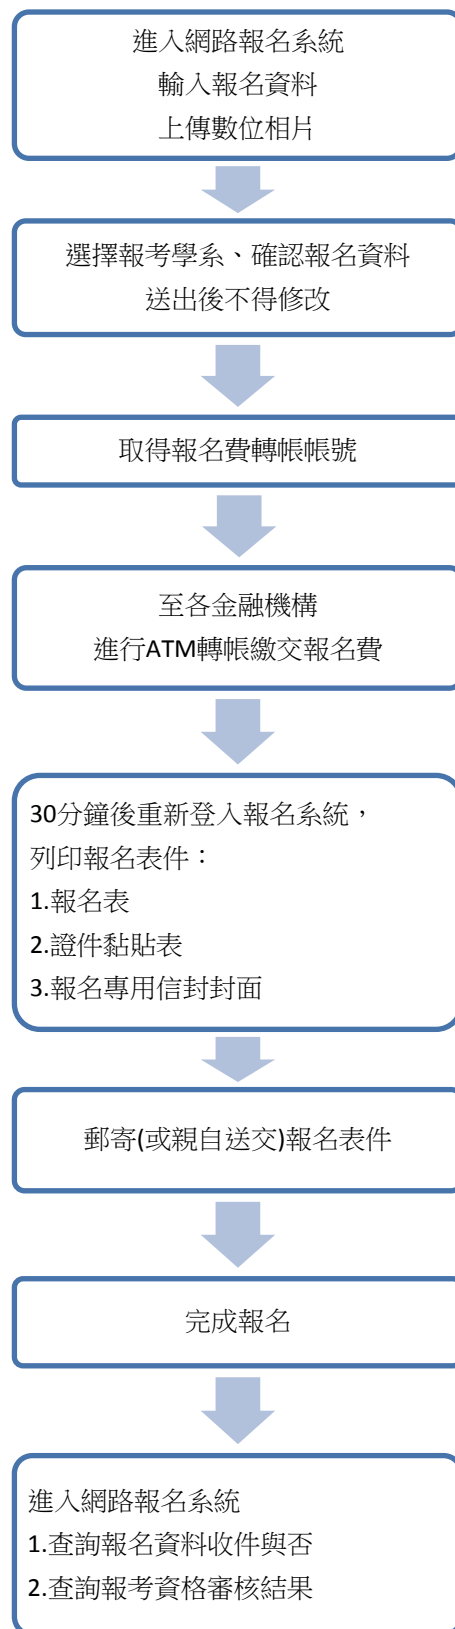 進入網路報名系統
輸入報名資料
上傳數位相片
選擇報考學系、確認報名資料
送出後不得修改
取得報名費轉帳帳號
至各金融機構
進行ATM轉帳繳交報名費
30分鐘後重新登入報名系統，
列印報名表件：
1.報名表
2.證件黏貼表
3.報名專用信封封面
郵寄(或親自送交)報名表件
完成報名
進入網路報名系統
1.查詢報名資料收件與否
2.查詢報考資格審核結果